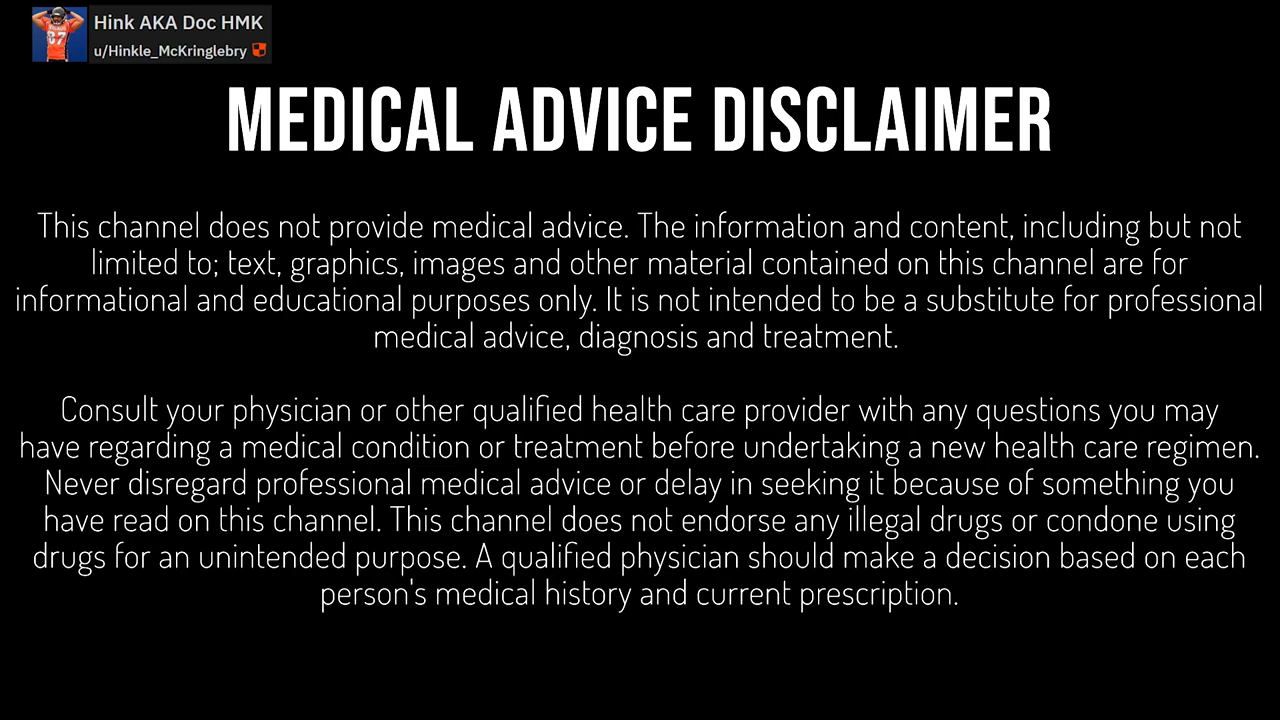 Hink AKA Doc HMK
u/Hinkle_McKringlebry
MEDICAL ADVICE DISCLAIMER
This channel does not provide medical advice. The information and content, including but not
limited to; text, graphics, images and other material contained on this channel are for
informational and educational purposes only. It is not intended to be a substitute for professional
medical advice, diagnosis and treatment.
Consult your physician or other qualified health care provider with any questions you may
have regarding a medical condition or treatment before undertaking a new health care regimen.
Never disregard professional medical advice or delay in seeking it because of something you
have read on this channel. This channel does not endorse any illegal drugs or condone using
drugs for an unintended purpose. A qualified physician should make a decision based on each
person's medical history and current prescription.